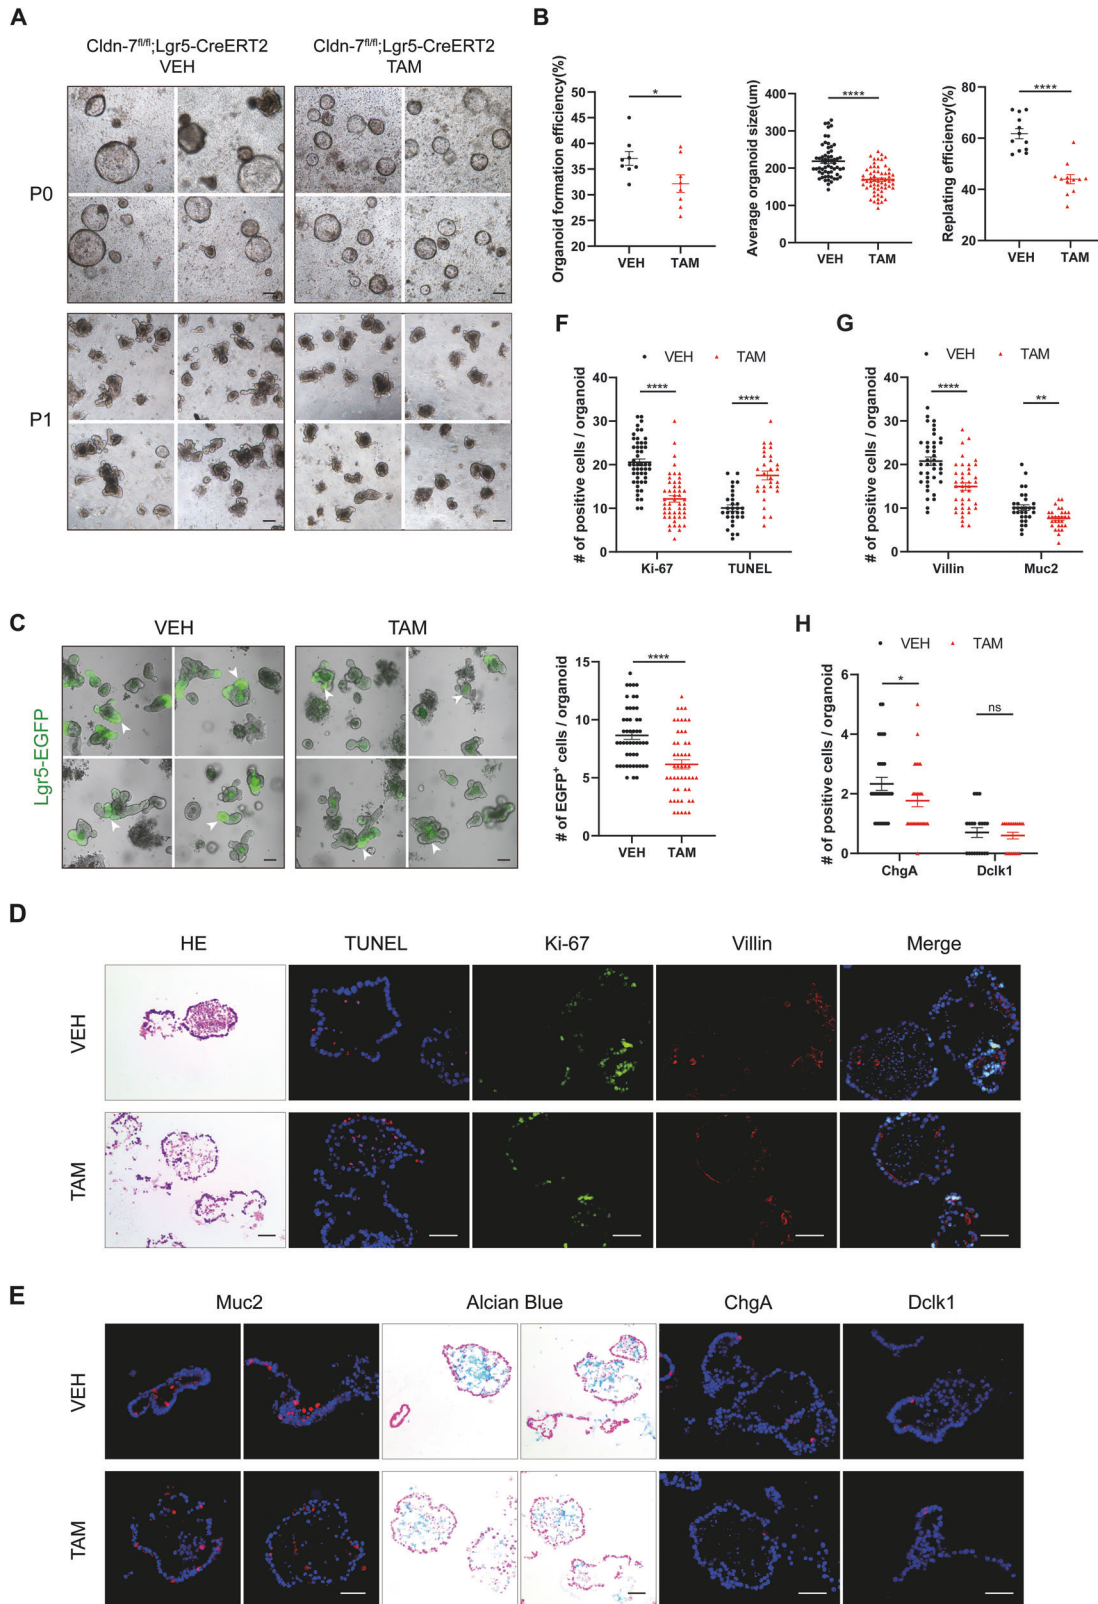 A
Cldn-7fl/fl;Lgr5-CreERT2
VEH
Cldn-7fl/fl;Lgr5-CreERT2
TAM
P0
P1
B
Organoid formation efficiency(%)
50
45
40
35
30
25
20
*
VEH
TAM
Average organoid size(um)
400
300
200
100
0
****
VEH
TAM
Replating efficiency(%)
80
60
40
20
****
VEH
TAM
F
VEH
TAM
# of positive cells / organoid
40
30
20
10
0
****
****
Ki-67
TUNEL
G
VEH
TAM
# of positive cells / organoid
40
30
20
10
0
****
**
Villin
Muc2
C
VEH
TAM
Lgr5-EGFP
# of EGFP+ cells / organoid
15
10
5
0
****
VEH
TAM
H
VEH
TAM
# of positive cells / organoid
6
4
2
0
*
ns
ChgA
Dclk1
D
HE
TUNEL
Ki-67
Villin
Merge
VEH
TAM
E
Muc2
Alcian Blue
ChgA
Dclk1
VEH
TAM